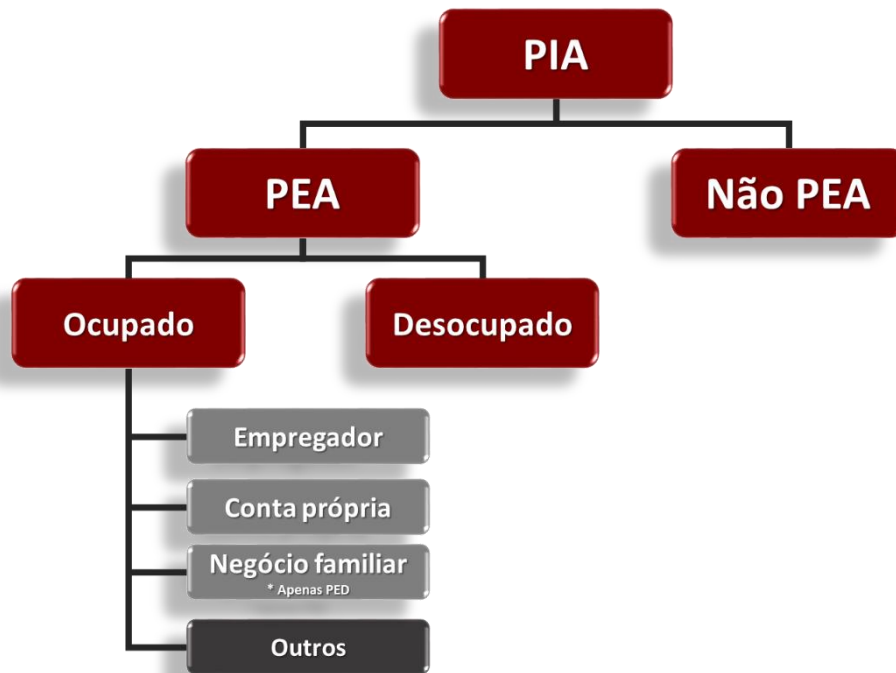 PIA
PEA
Não PEA
Ocupado
Desocupado
Empregador
Conta própria
Negócio familiar
* Apenas PED
Outros